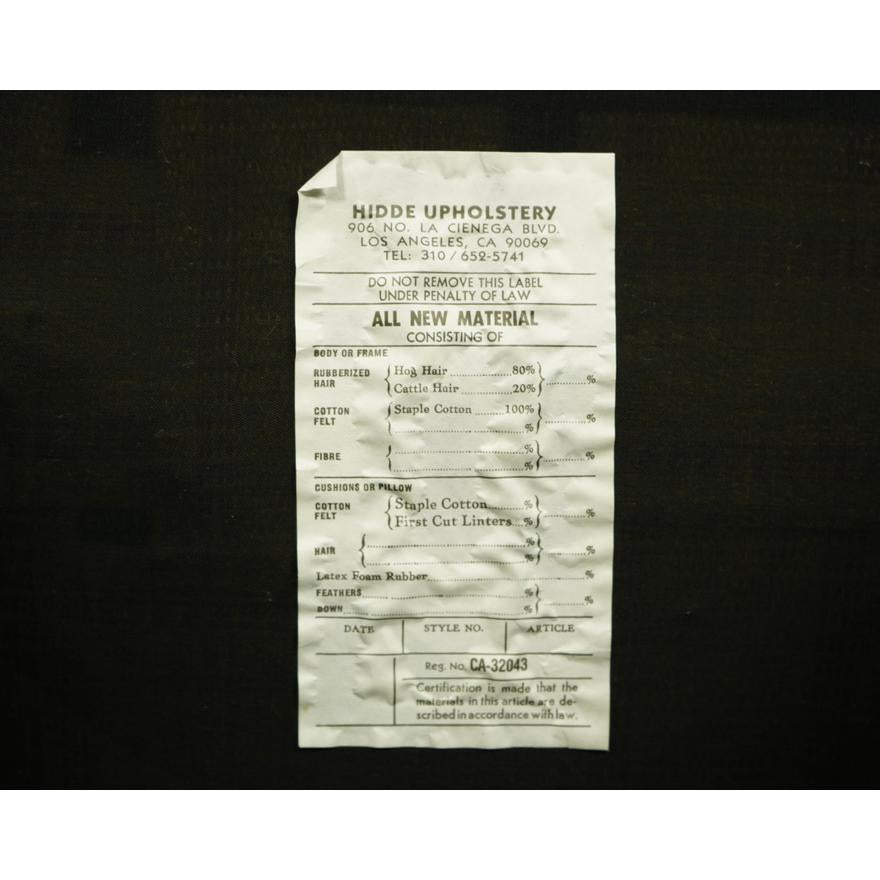 HIDDE UPHOLSTERY
906 NO. LA CIENEGA BLVD.
LOS ANGELES, CA 90069
TEL: 310 / 652-5741
DO NOT REMOVE THIS LABEL
UNDER PENALTY OF LAW
ALL NEW MATERIAL
CONSISTING OF
BODY OR FRAME
RUBBERIZED HAIR { Hog Hair ..............80% } ............%
{ Cattle Hair ............20% }
COTTON FELT { Staple Cotton ........100% } ............%
{ ..............................% }
FIBRE { ..............................% } ............%
{ ..............................% }
CUSHIONS OR PILLOW
COTTON FELT { Staple Cotton..........% } ............%
{ First Cut Linters...% }
HAIR { ..............................% } ............%
{ ..............................% }
Latex Foam Rubber..............................%
FEATHERS..............................% } ............%
DOWN..............................% }
DATE STYLE NO. ARTICLE
Reg. No. CA-32043
Certification is made that the
materials in this article are de-
scribed in accordance with law.